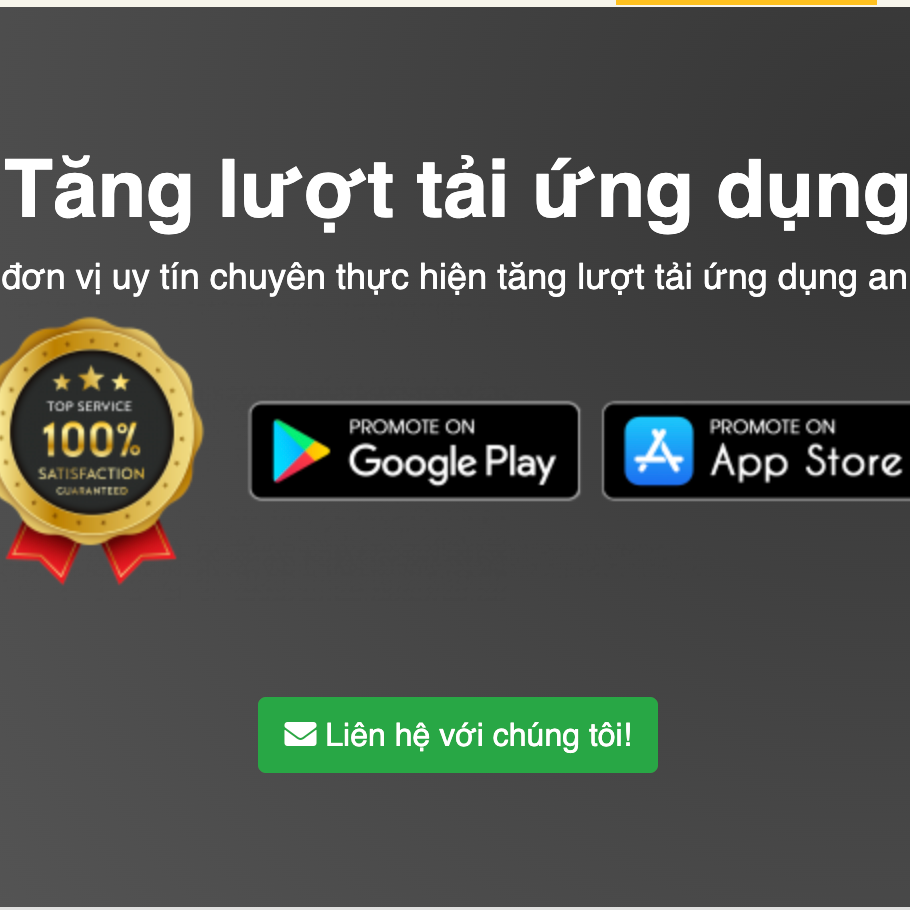 Tăng lượt tải ứng dụng
đơn vị uy tín chuyên thực hiện tăng lượt tải ứng dụng an
TOP SERVICE
100%
SATISFACTION
GUARANTEED
PROMOTE ON
Google Play
PROMOTE ON
App Store
Liên hệ với chúng tôi!